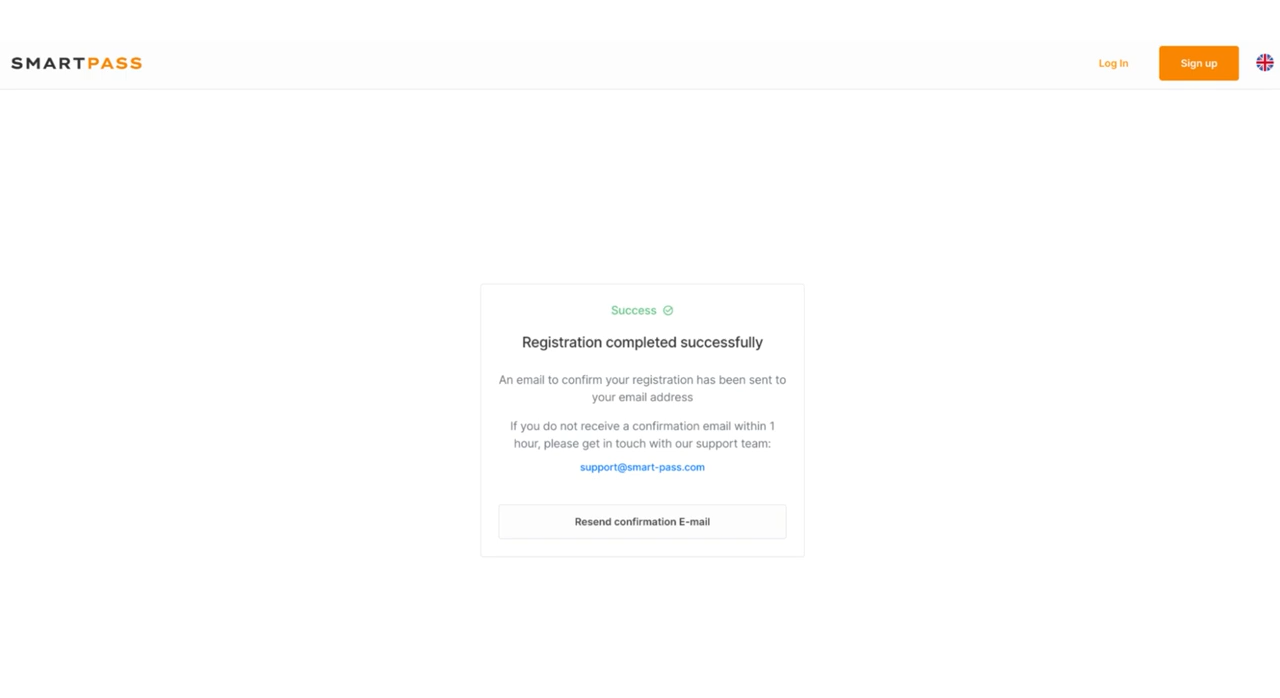 SMARTPASS
Log In
Sign up
Success
Registration completed successfully
An email to confirm your registration has been sent to
your email address
If you do not receive a confirmation email within 1
hour, please get in touch with our support team:
support@smart-pass.com
Resend confirmation E-mail